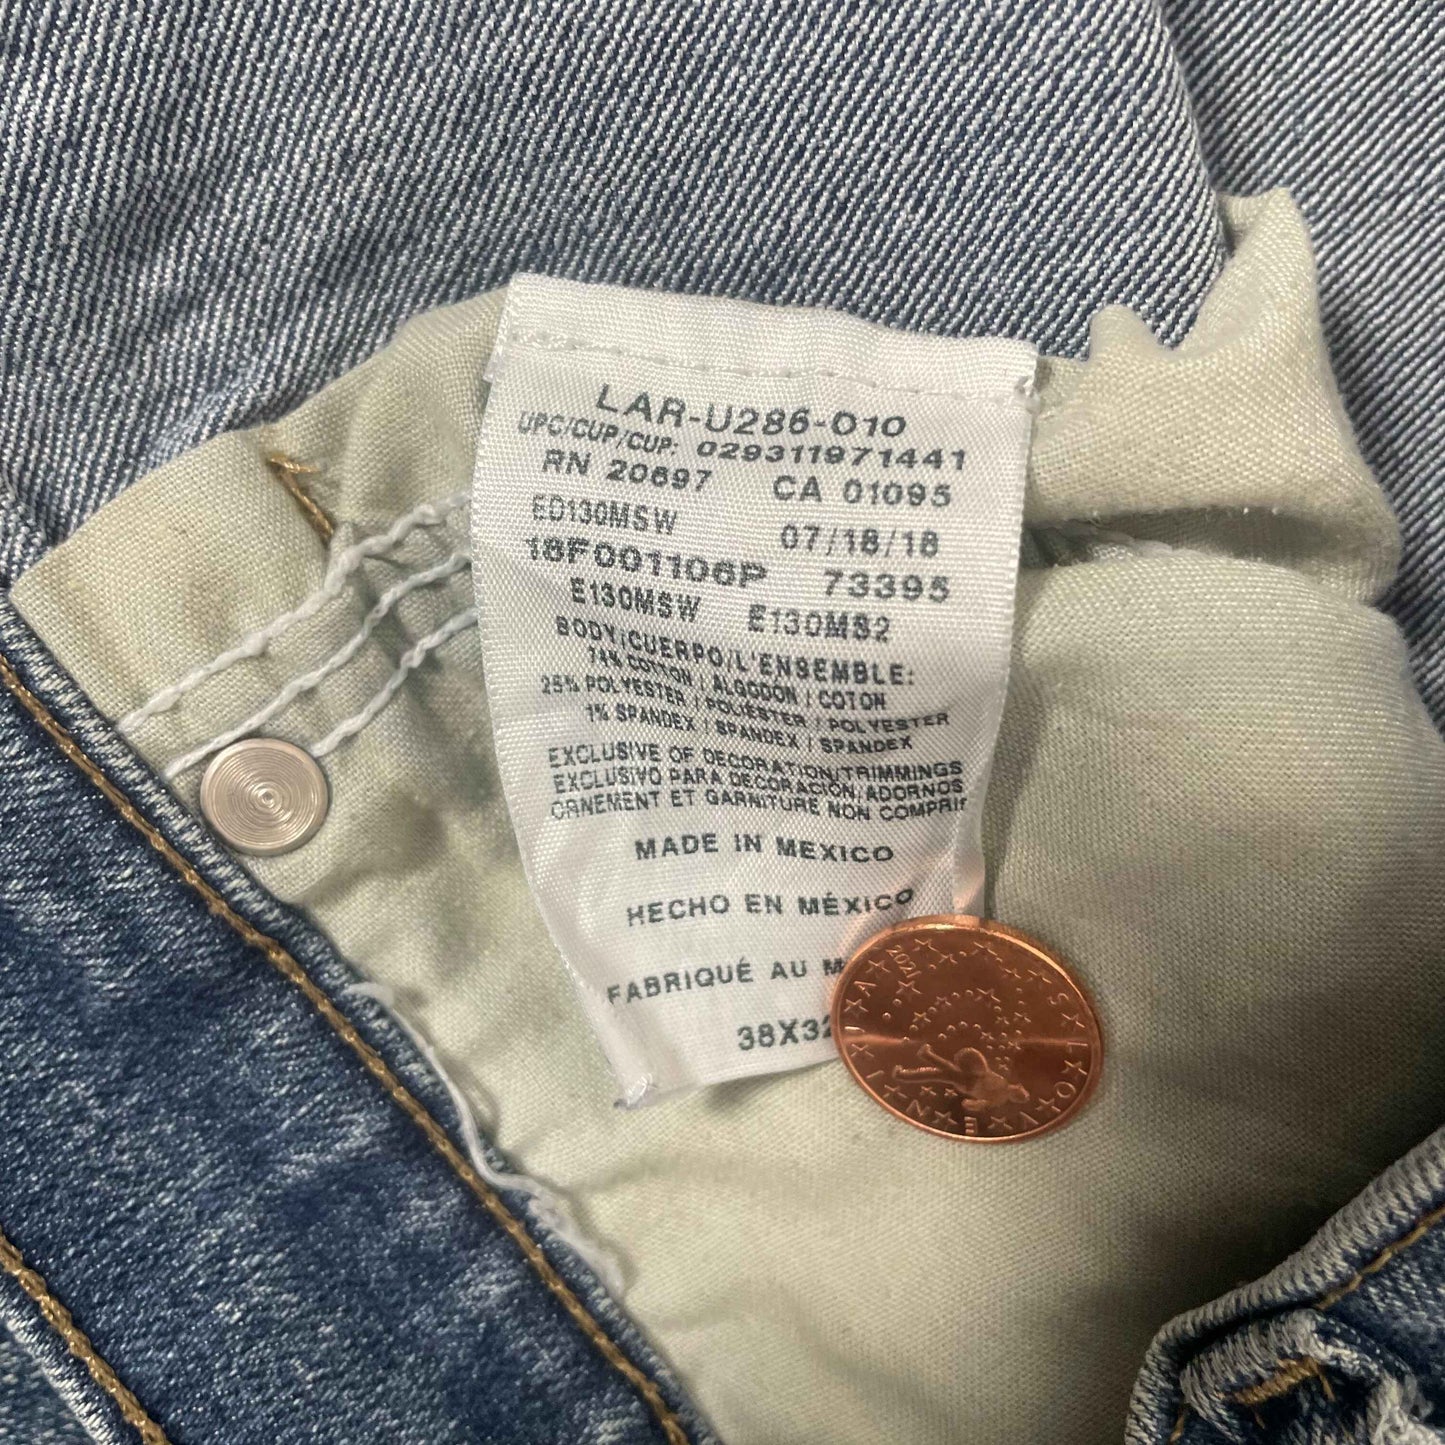 LAR-U286-010
UPC/CUP/CUP: 029311971441
RN 20697 CA 01095
ED130MSW 07/18/18
18F001106P 73395
E130MSW E130MS2
BODY/CUERPO/L'ENSEMBLE:
74% COTTON / ALGODON / COTON
25% POLYESTER / POLIESTER / POLYESTER
1% SPANDEX / SPANDEX / SPANDEX
EXCLUSIVE OF DECORATION/TRIMMINGS
EXCLUSIVO PARA DECORACIÓN, ADORNOS
ORNEMENT ET GARNITURE NON COMPRIS
MADE IN MEXICO
HECHO EN MÉXICO
FABRIQUÉ AU M
38X32
SLOVENIJA 2021